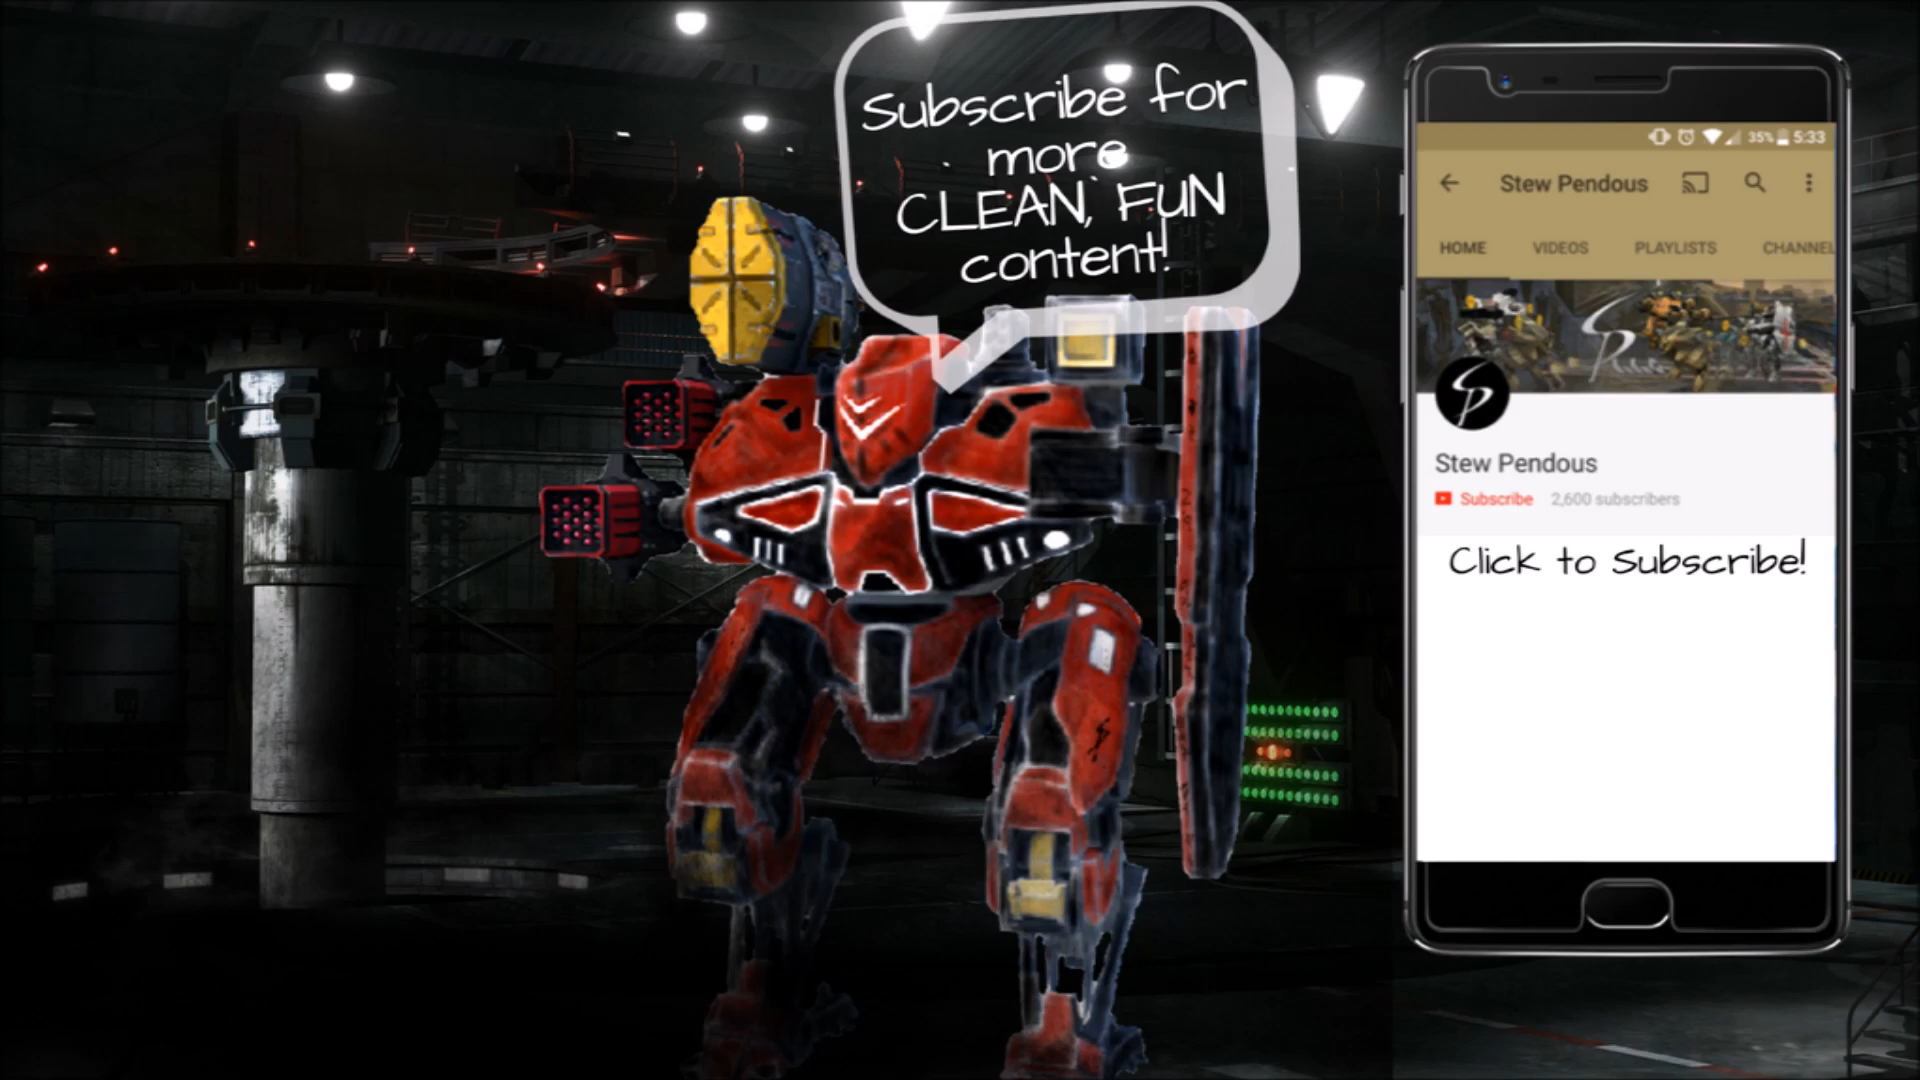 Subscribe for
more
CLEAN, FUN
content!
35% 5:33
Stew Pendous
HOME VIDEOS PLAYLISTS CHANNEL
SP
Stew Pendous
Subscribe 2,600 subscribers
Click to Subscribe!